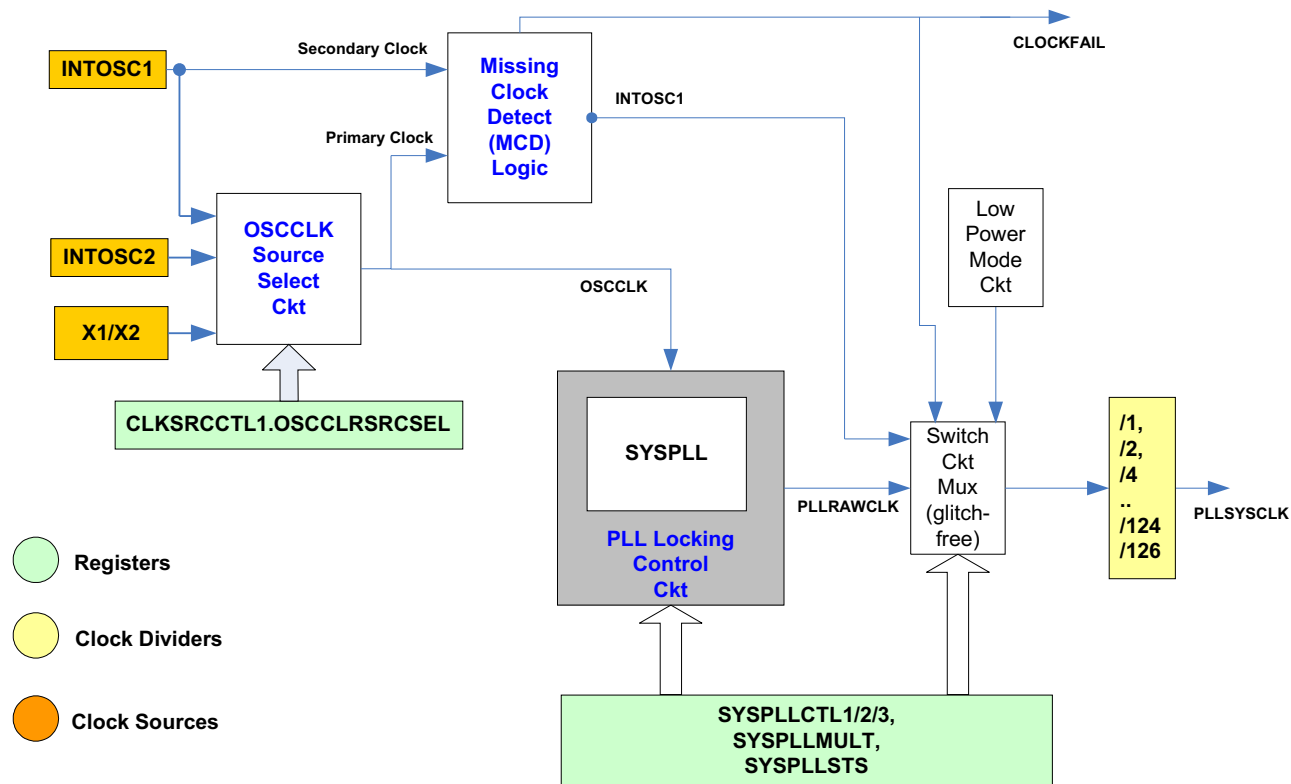 CLOCKFAIL
Secondary Clock
INTOSC1
Missing
Clock
Detect
(MCD)
Logic
INTOSC1
Primary Clock
OSCCLK
Source
Select
Ckt
Low
Power
Mode
Ckt
INTOSC2
OSCCLK
X1/X2
CLKSRCCTL1.OSCCLRSRCSEL
SYSPLL
PLL Locking
Control
Ckt
PLLRAWCLK
Switch
Ckt
Mux
(glitch-
free)
/1,
/2,
/4
..
/124
/126
PLLSYSCLK
Registers
Clock Dividers
Clock Sources
SYSPLLCTL1/2/3,
SYSPLLMULT,
SYSPLLSTS